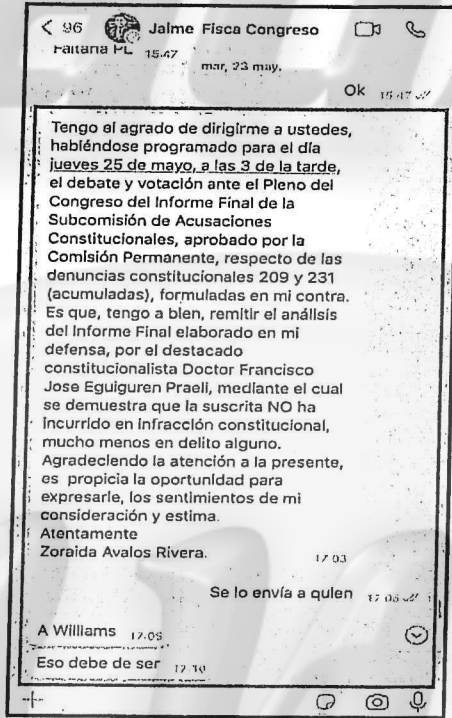 96 Jaime Fisca Congreso
Faltaria PL 15:47
mar, 23 may.
Ok 15:47
Tengo el agrado de dirigirme a ustedes,
habiéndose programado para el día
jueves 25 de mayo, a las 3 de la tarde,
el debate y votación ante el Pleno del
Congreso del Informe Final de la
Subcomisión de Acusaciones
Constitucionales, aprobado por la
Comisión Permanente, respecto de las
denuncias constitucionales 209 y 231
(acumuladas), formuladas en mi contra.
Es que, tengo a bien, remitir el análisis
del Informe Final elaborado en mi
defensa, por el destacado
constitucionalista Doctor Francisco
Jose Eguiguren Praeli, mediante el cual
se demuestra que la suscrita NO ha
incurrido en infracción constitucional,
mucho menos en delito alguno.
Agradeciendo la atención a la presente,
es propicia la oportunidad para
expresarle, los sentimientos de mi
consideración y estima.
Atentamente
Zoraida Avalos Rivera. 17:03
Se lo envía a quien 17:05
A Williams 17:09
Eso debe de ser 17:10